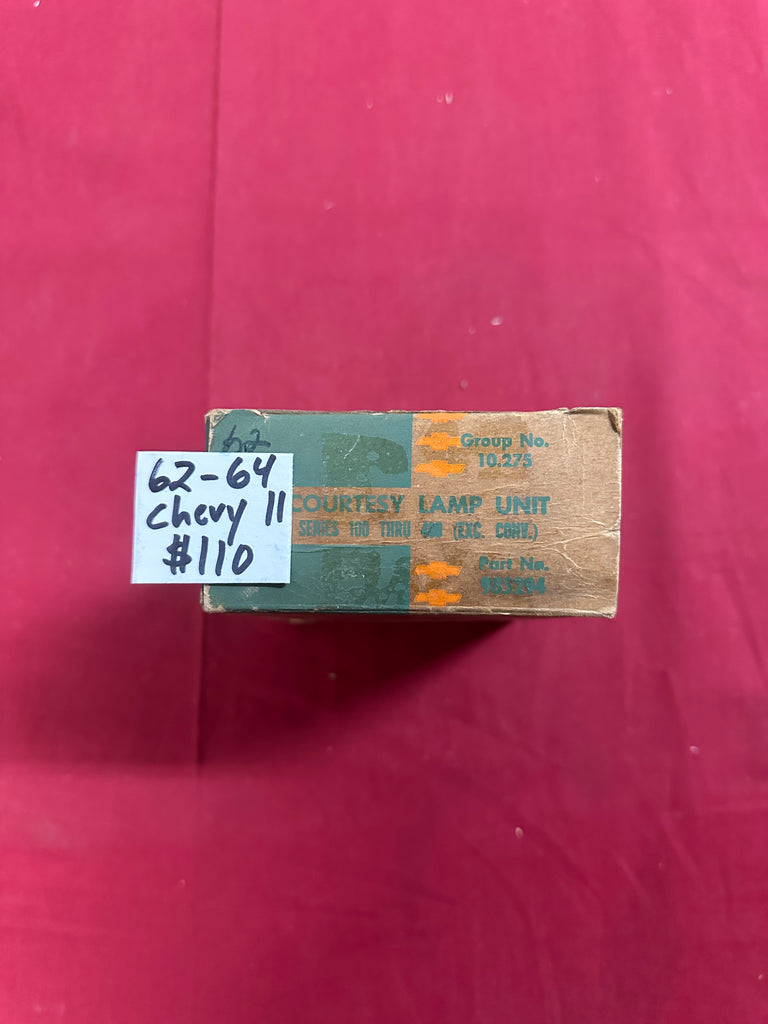 62
62-64
Chevy II
$110
Group No.
10.275
COURTESY LAMP UNIT
SERIES 100 THRU 400 (EXC. CONV.)
Part No.